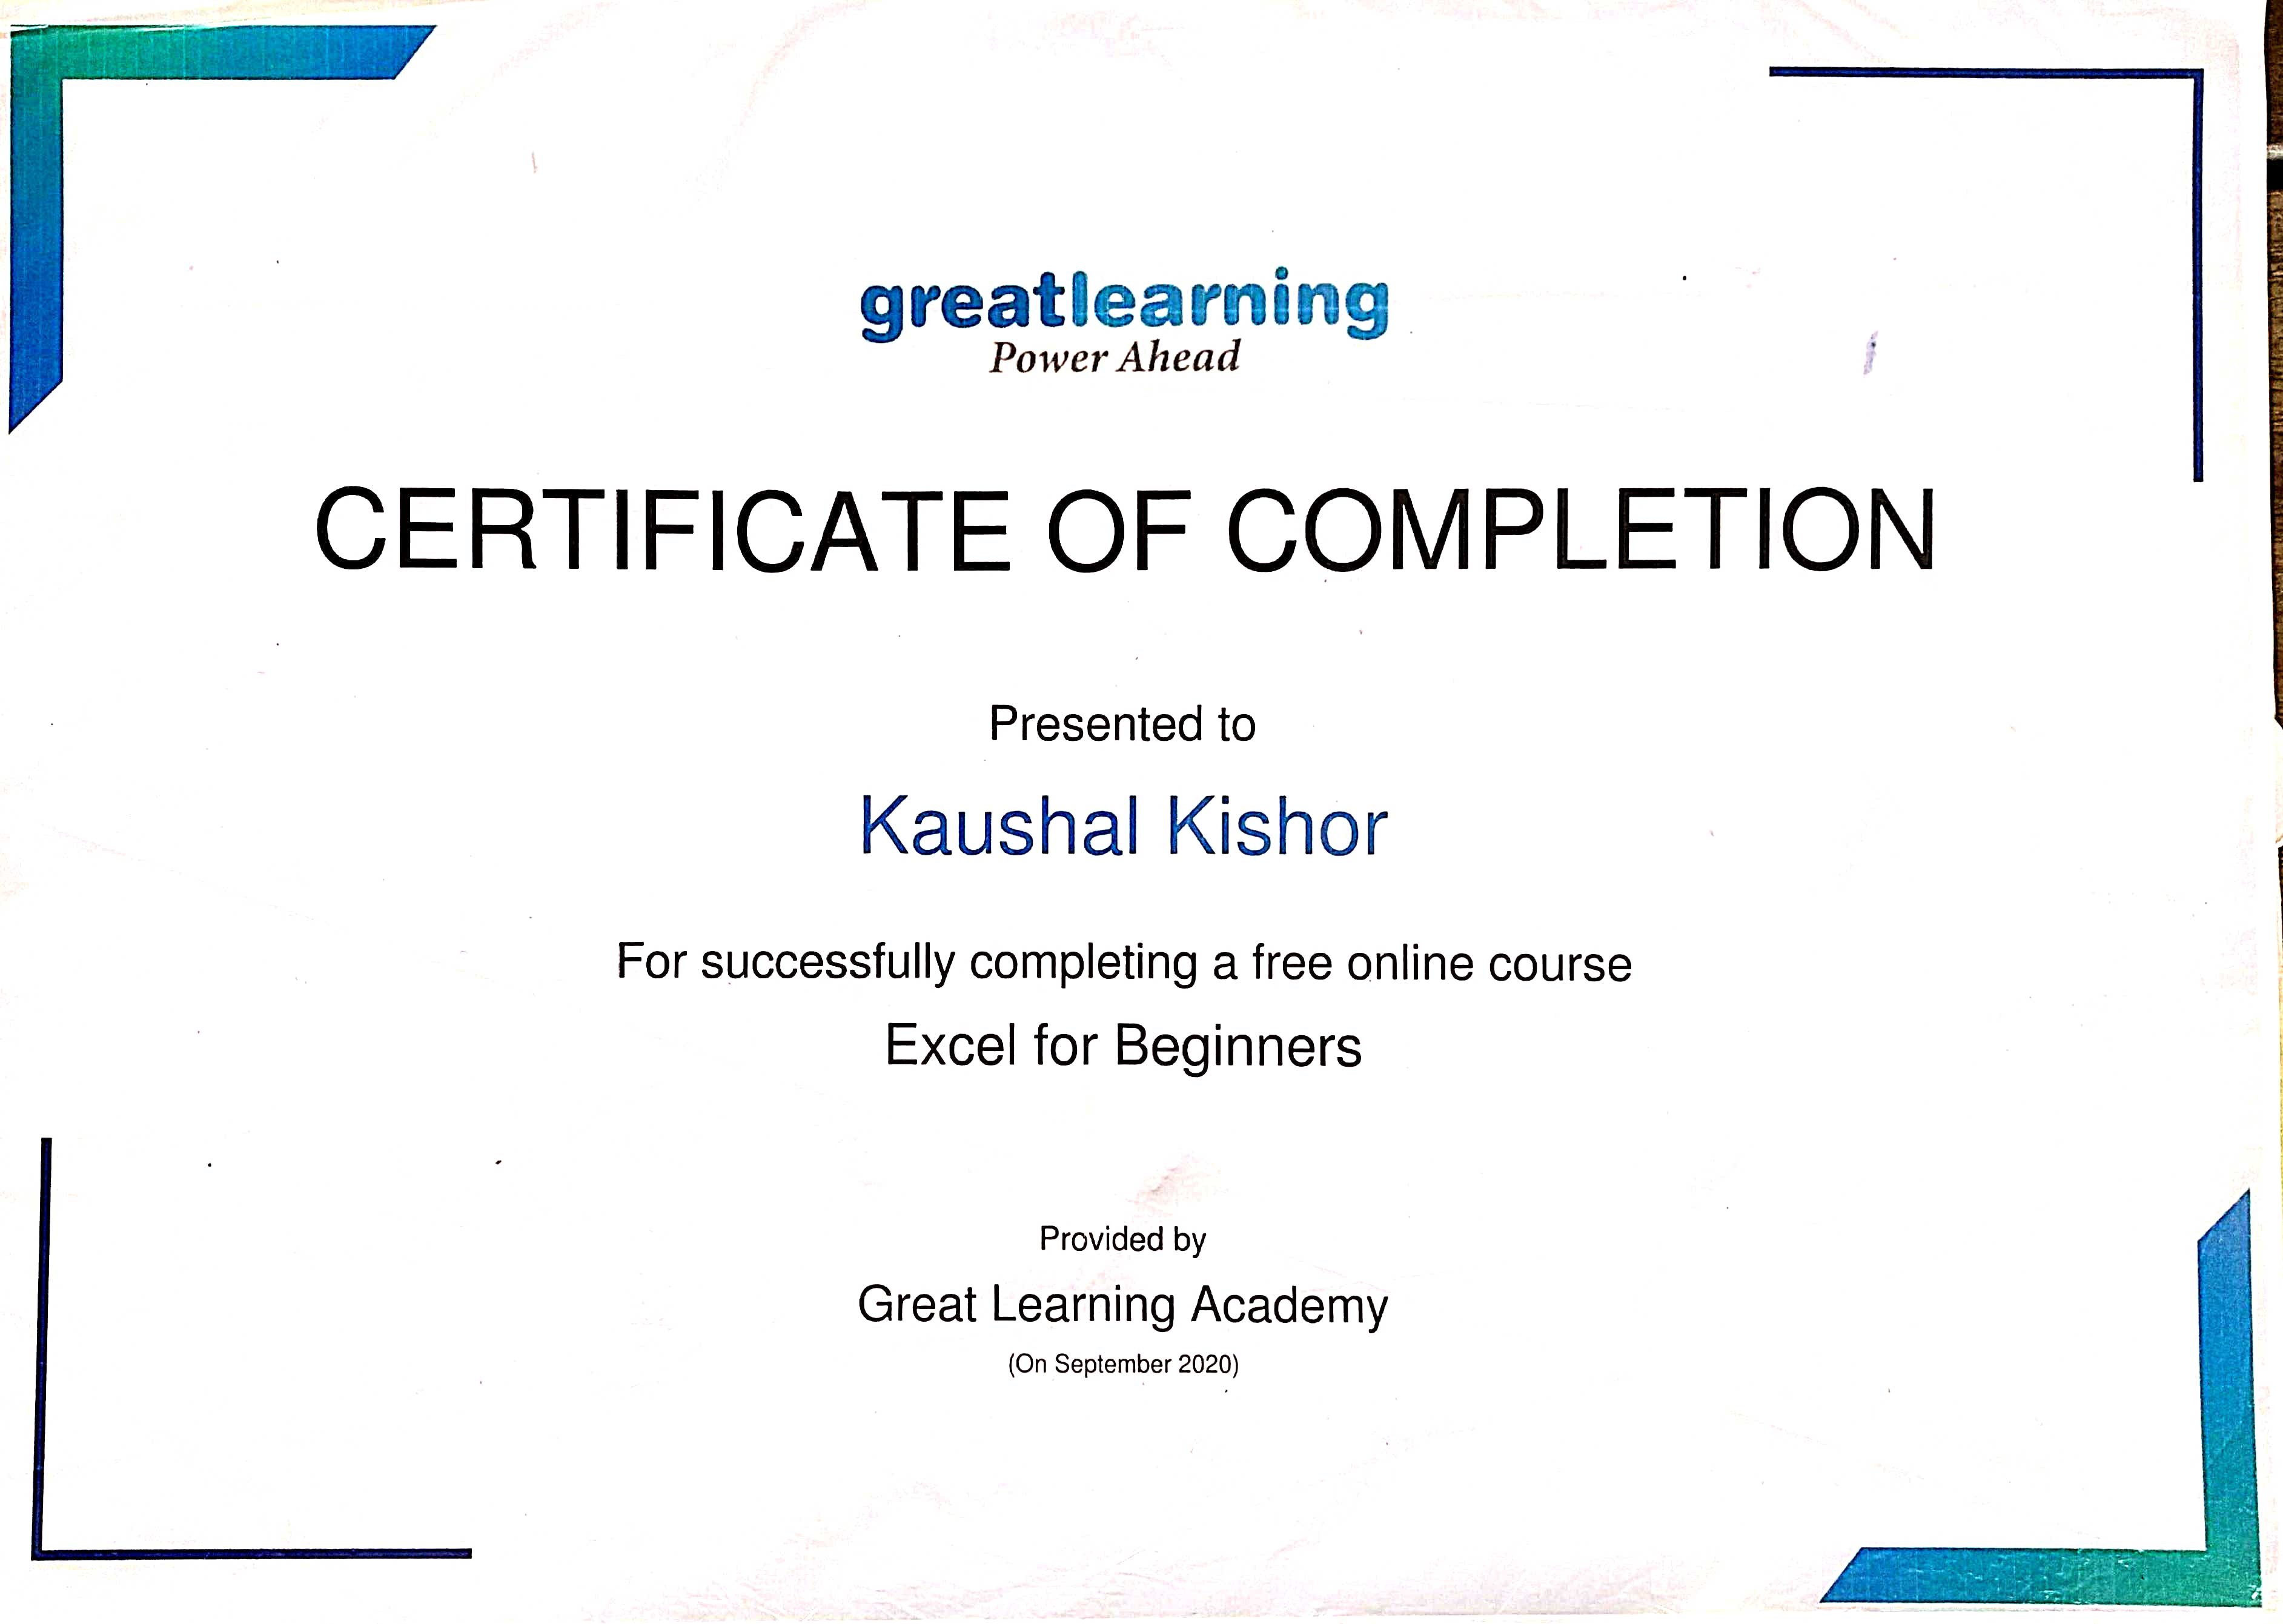 greatlearning
Power Ahead
CERTIFICATE OF COMPLETION
Presented to
Kaushal Kishor
For successfully completing a free online course
Excel for Beginners
Provided by
Great Learning Academy
(On September 2020)